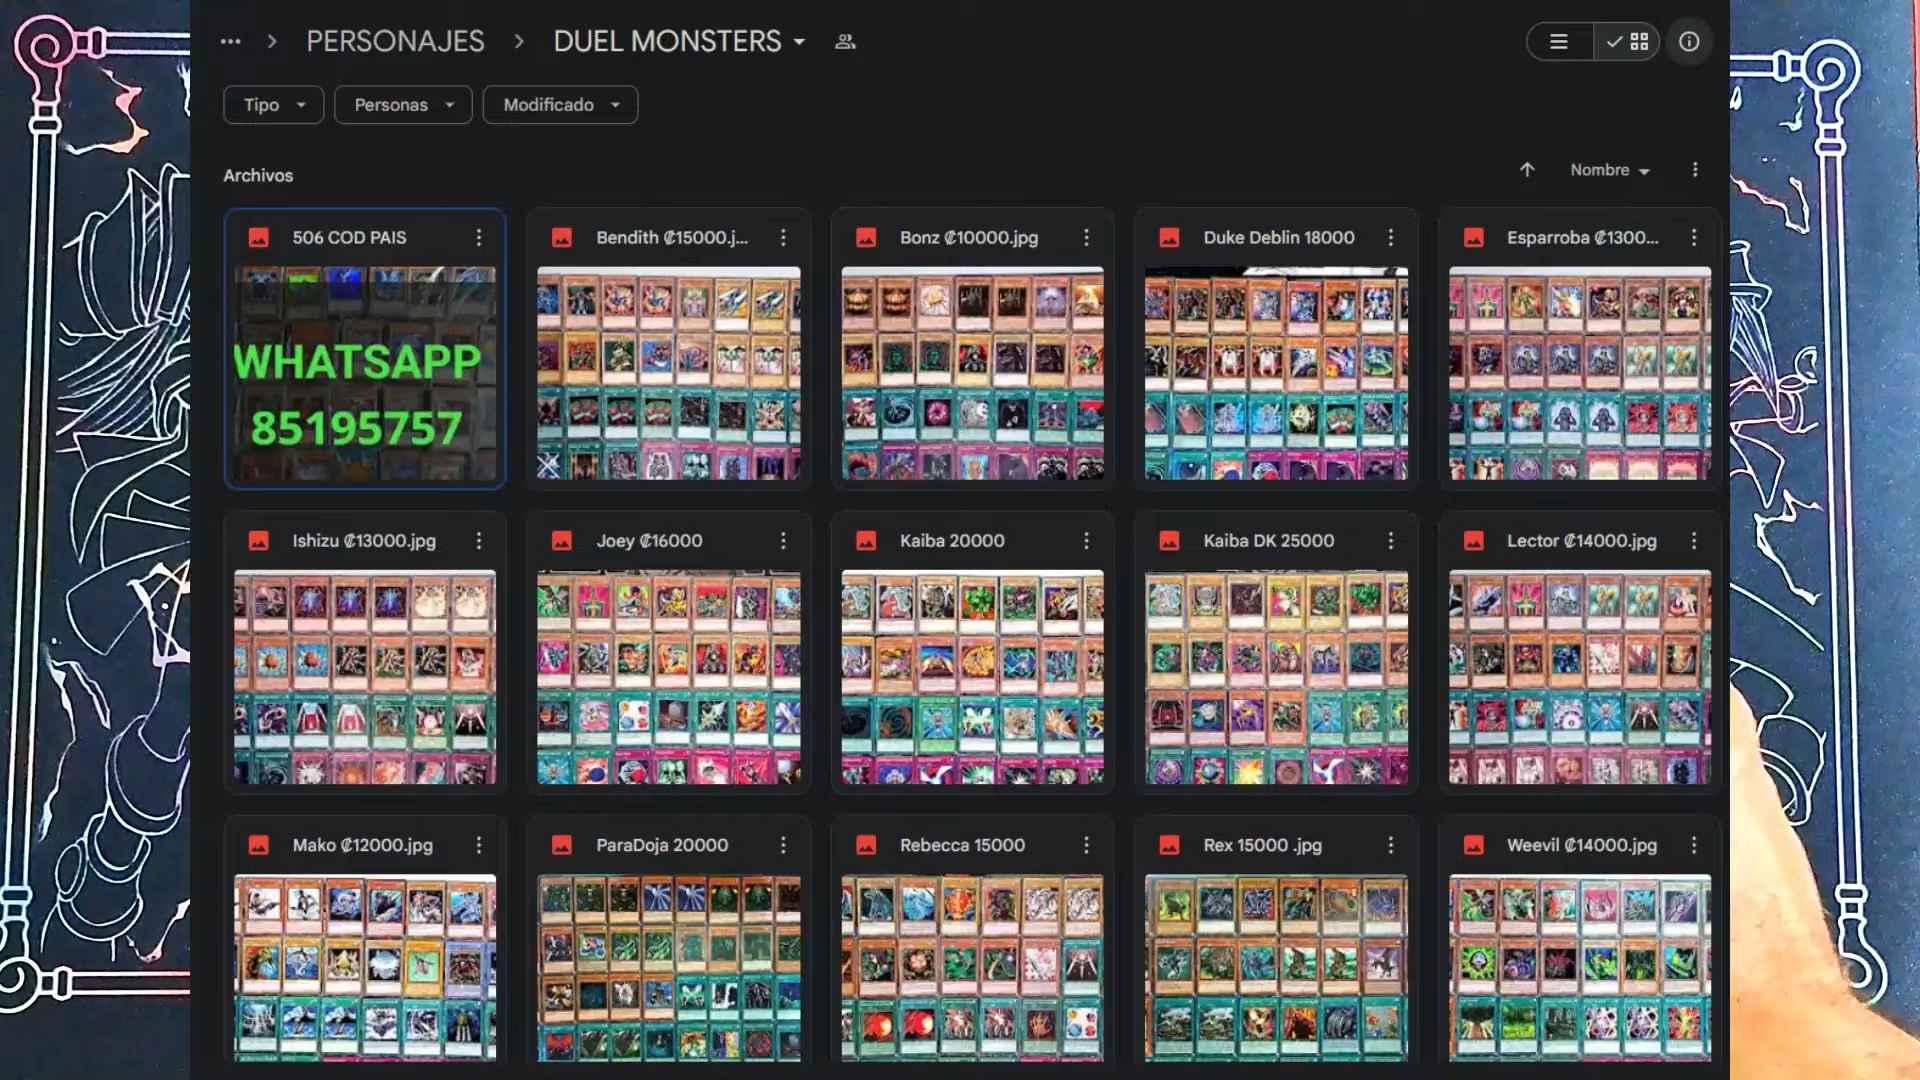 PERSONAJES > DUEL MONSTERS
Tipo
Personas
Modificado
Archivos
Nombre
506 COD PAIS
Bendith ₡15000.j...
Bonz ₡10000.jpg
Duke Deblin 18000
Esparroba ₡1300...
WHATSAPP
85195757
Ishizu ₡13000.jpg
Joey ₡16000
Kaiba 20000
Kaiba DK 25000
Lector ₡14000.jpg
Mako ₡12000.jpg
ParaDoja 20000
Rebecca 15000
Rex 15000 .jpg
Weevil ₡14000.jpg